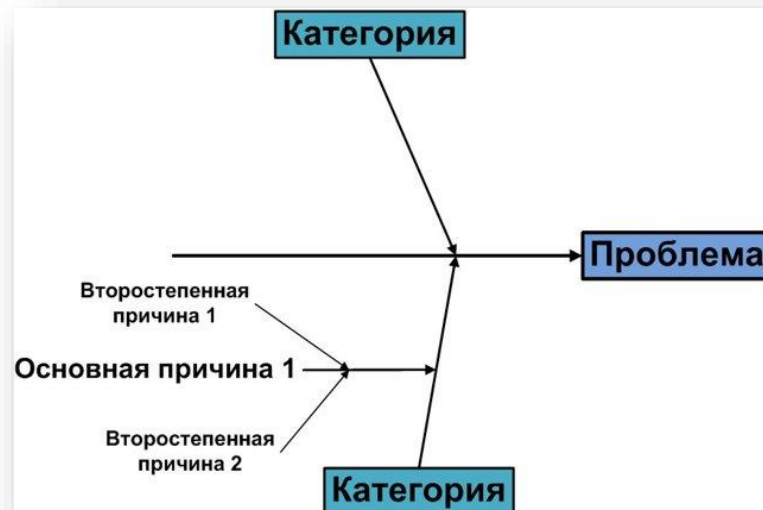 Категория
Проблема
Второстепенная
причина 1
Основная причина 1
Второстепенная
причина 2
Категория